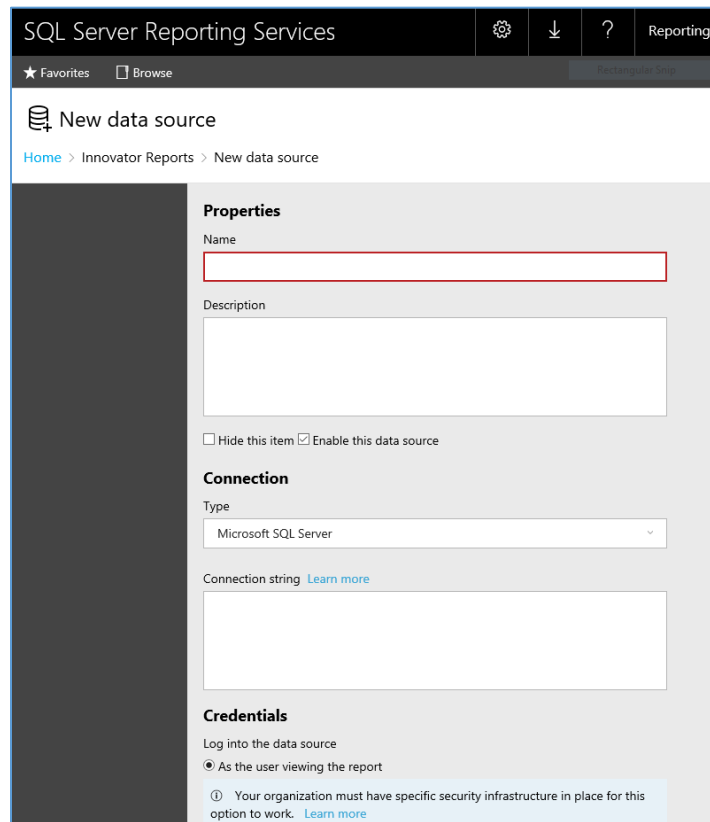 SQL Server Reporting Services
? Reporting
Favorites Browse
Rectangular Snip
New data source
Home > Innovator Reports > New data source
Properties
Name
Description
Hide this item Enable this data source
Connection
Type
Microsoft SQL Server
Connection string Learn more
Credentials
Log into the data source
As the user viewing the report
Your organization must have specific security infrastructure in place for this
option to work. Learn more